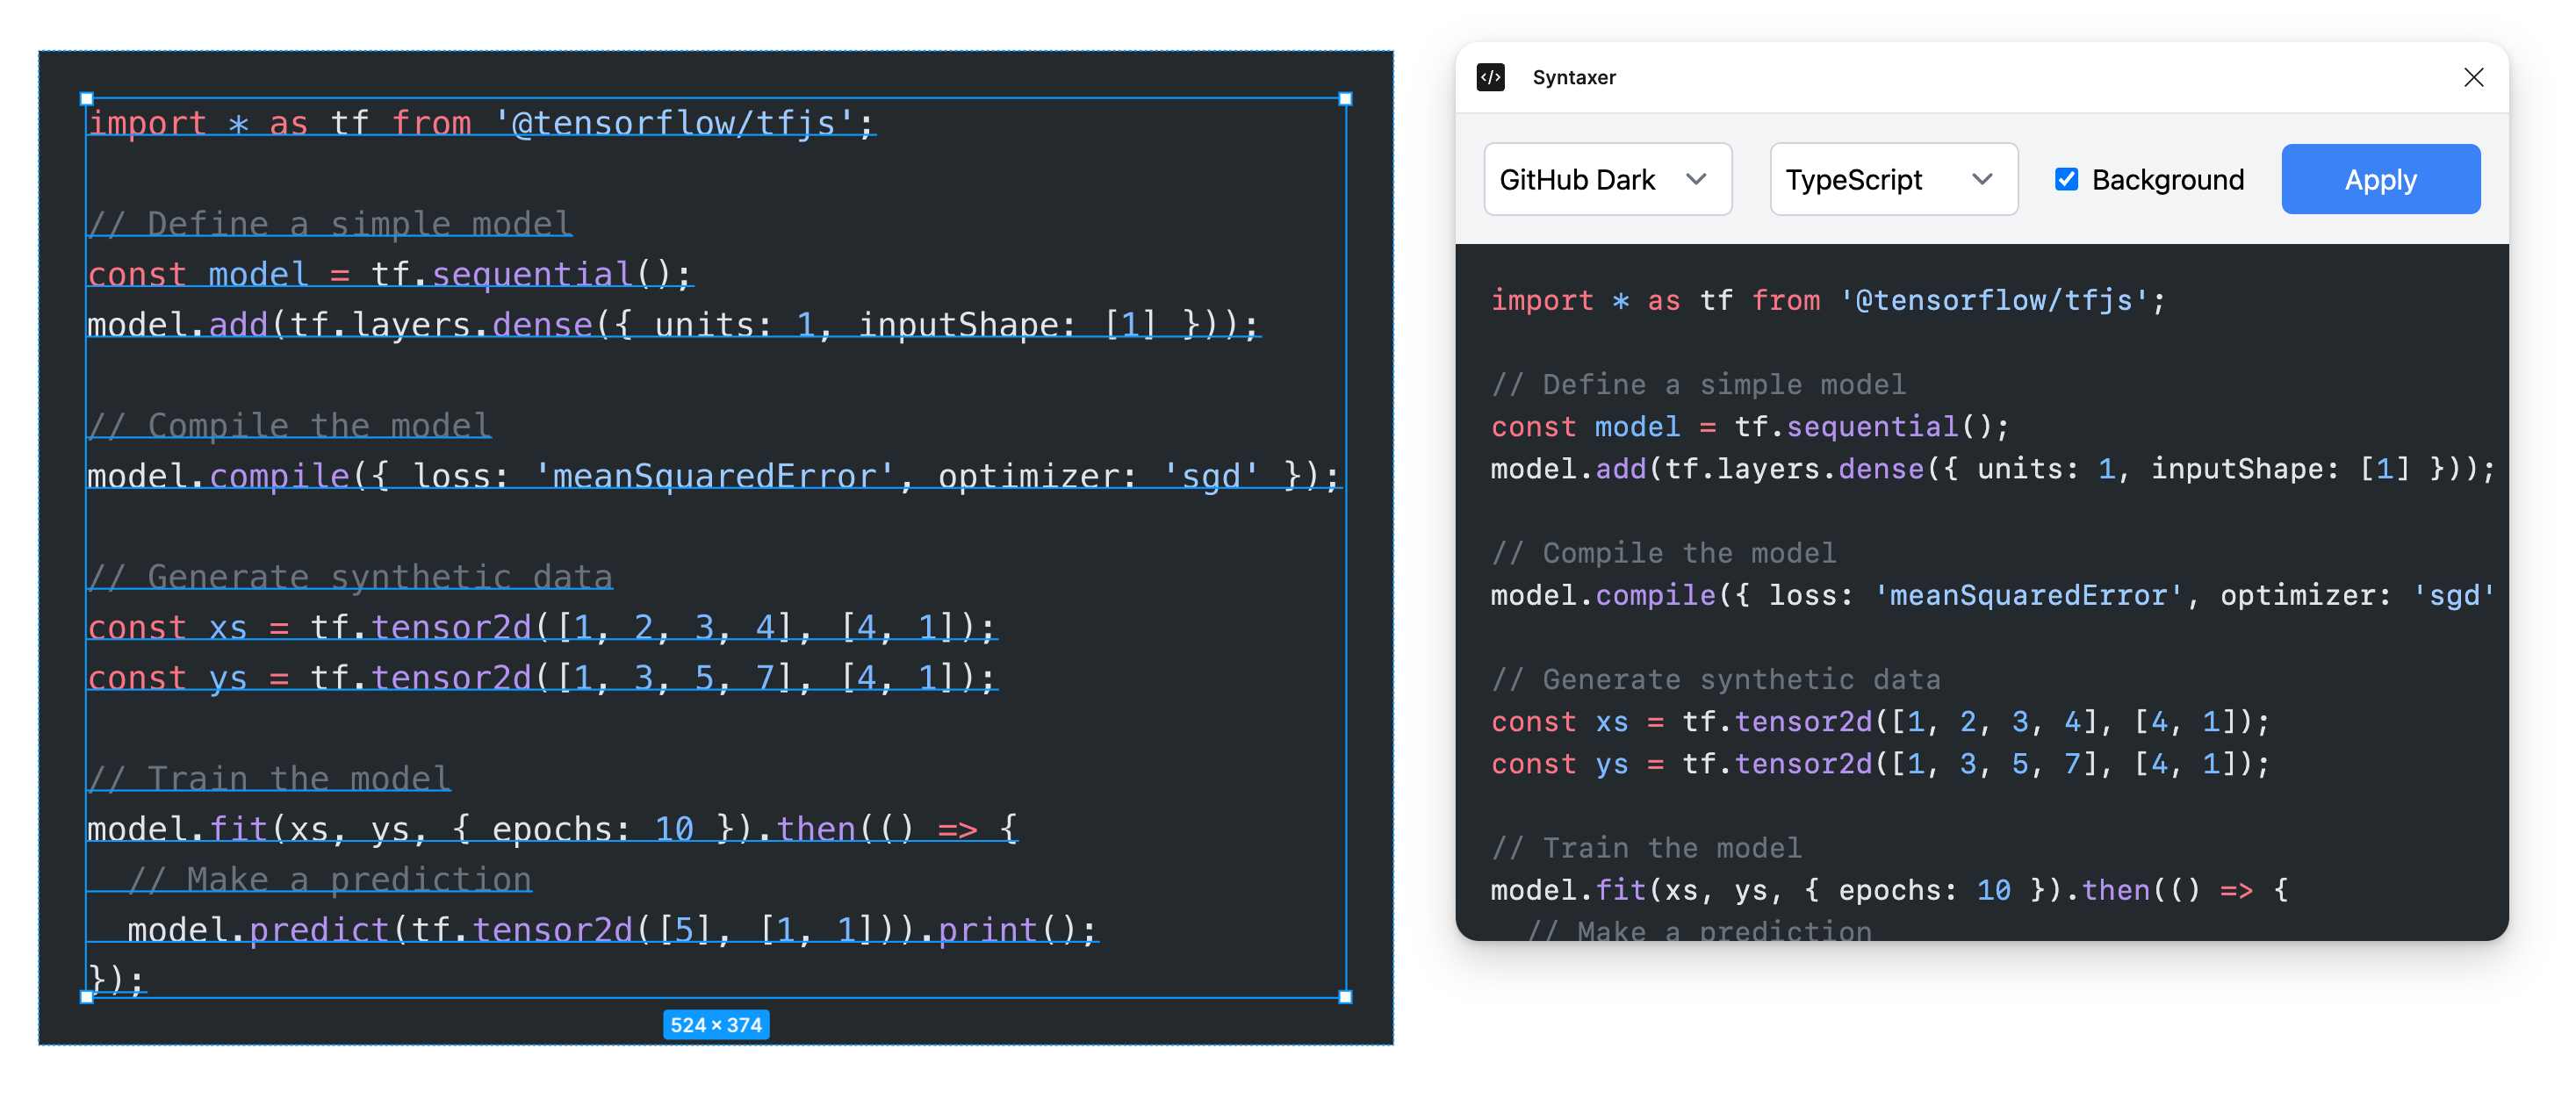 import * as tf from '@tensorflow/tfjs';
// Define a simple model
const model = tf.sequential();
model.add(tf.layers.dense({ units: 1, inputShape: [1] }));
// Compile the model
model.compile({ loss: 'meanSquaredError', optimizer: 'sgd' });
// Generate synthetic data
const xs = tf.tensor2d([1, 2, 3, 4], [4, 1]);
const ys = tf.tensor2d([1, 3, 5, 7], [4, 1]);
// Train the model
model.fit(xs, ys, { epochs: 10 }).then(() => {
  // Make a prediction
  model.predict(tf.tensor2d([5], [1, 1])).print();
});
524 × 374
</> Syntaxer
GitHub Dark TypeScript Background Apply
import * as tf from '@tensorflow/tfjs';
// Define a simple model
const model = tf.sequential();
model.add(tf.layers.dense({ units: 1, inputShape: [1] }));
// Compile the model
model.compile({ loss: 'meanSquaredError', optimizer: 'sgd'
// Generate synthetic data
const xs = tf.tensor2d([1, 2, 3, 4], [4, 1]);
const ys = tf.tensor2d([1, 3, 5, 7], [4, 1]);
// Train the model
model.fit(xs, ys, { epochs: 10 }).then(() => {
  // Make a prediction